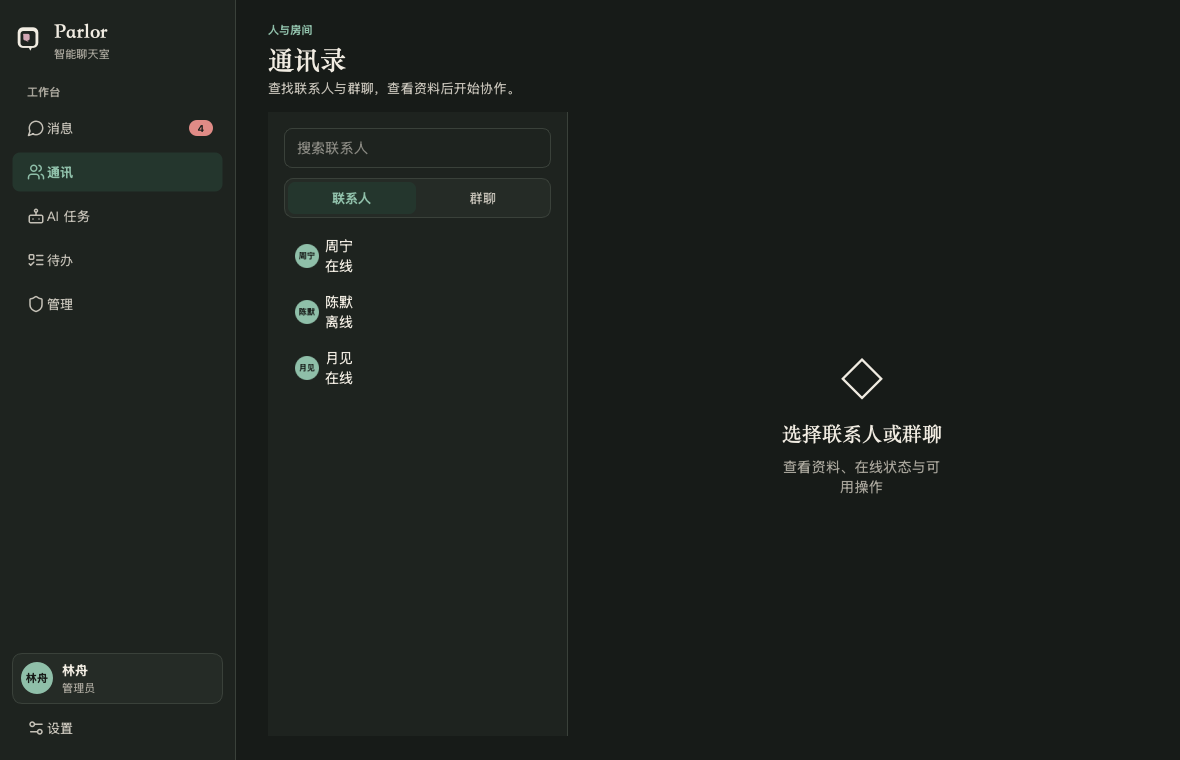 Parlor
智能聊天室
工作台
消息
4
通讯
AI 任务
待办
管理
林舟
林舟
管理员
设置
人与房间
通讯录
查找联系人与群聊，查看资料后开始协作。
搜索联系人
联系人
群聊
周宁
周宁
在线
陈默
陈默
离线
月见
月见
在线
选择联系人或群聊
查看资料、在线状态与可
用操作